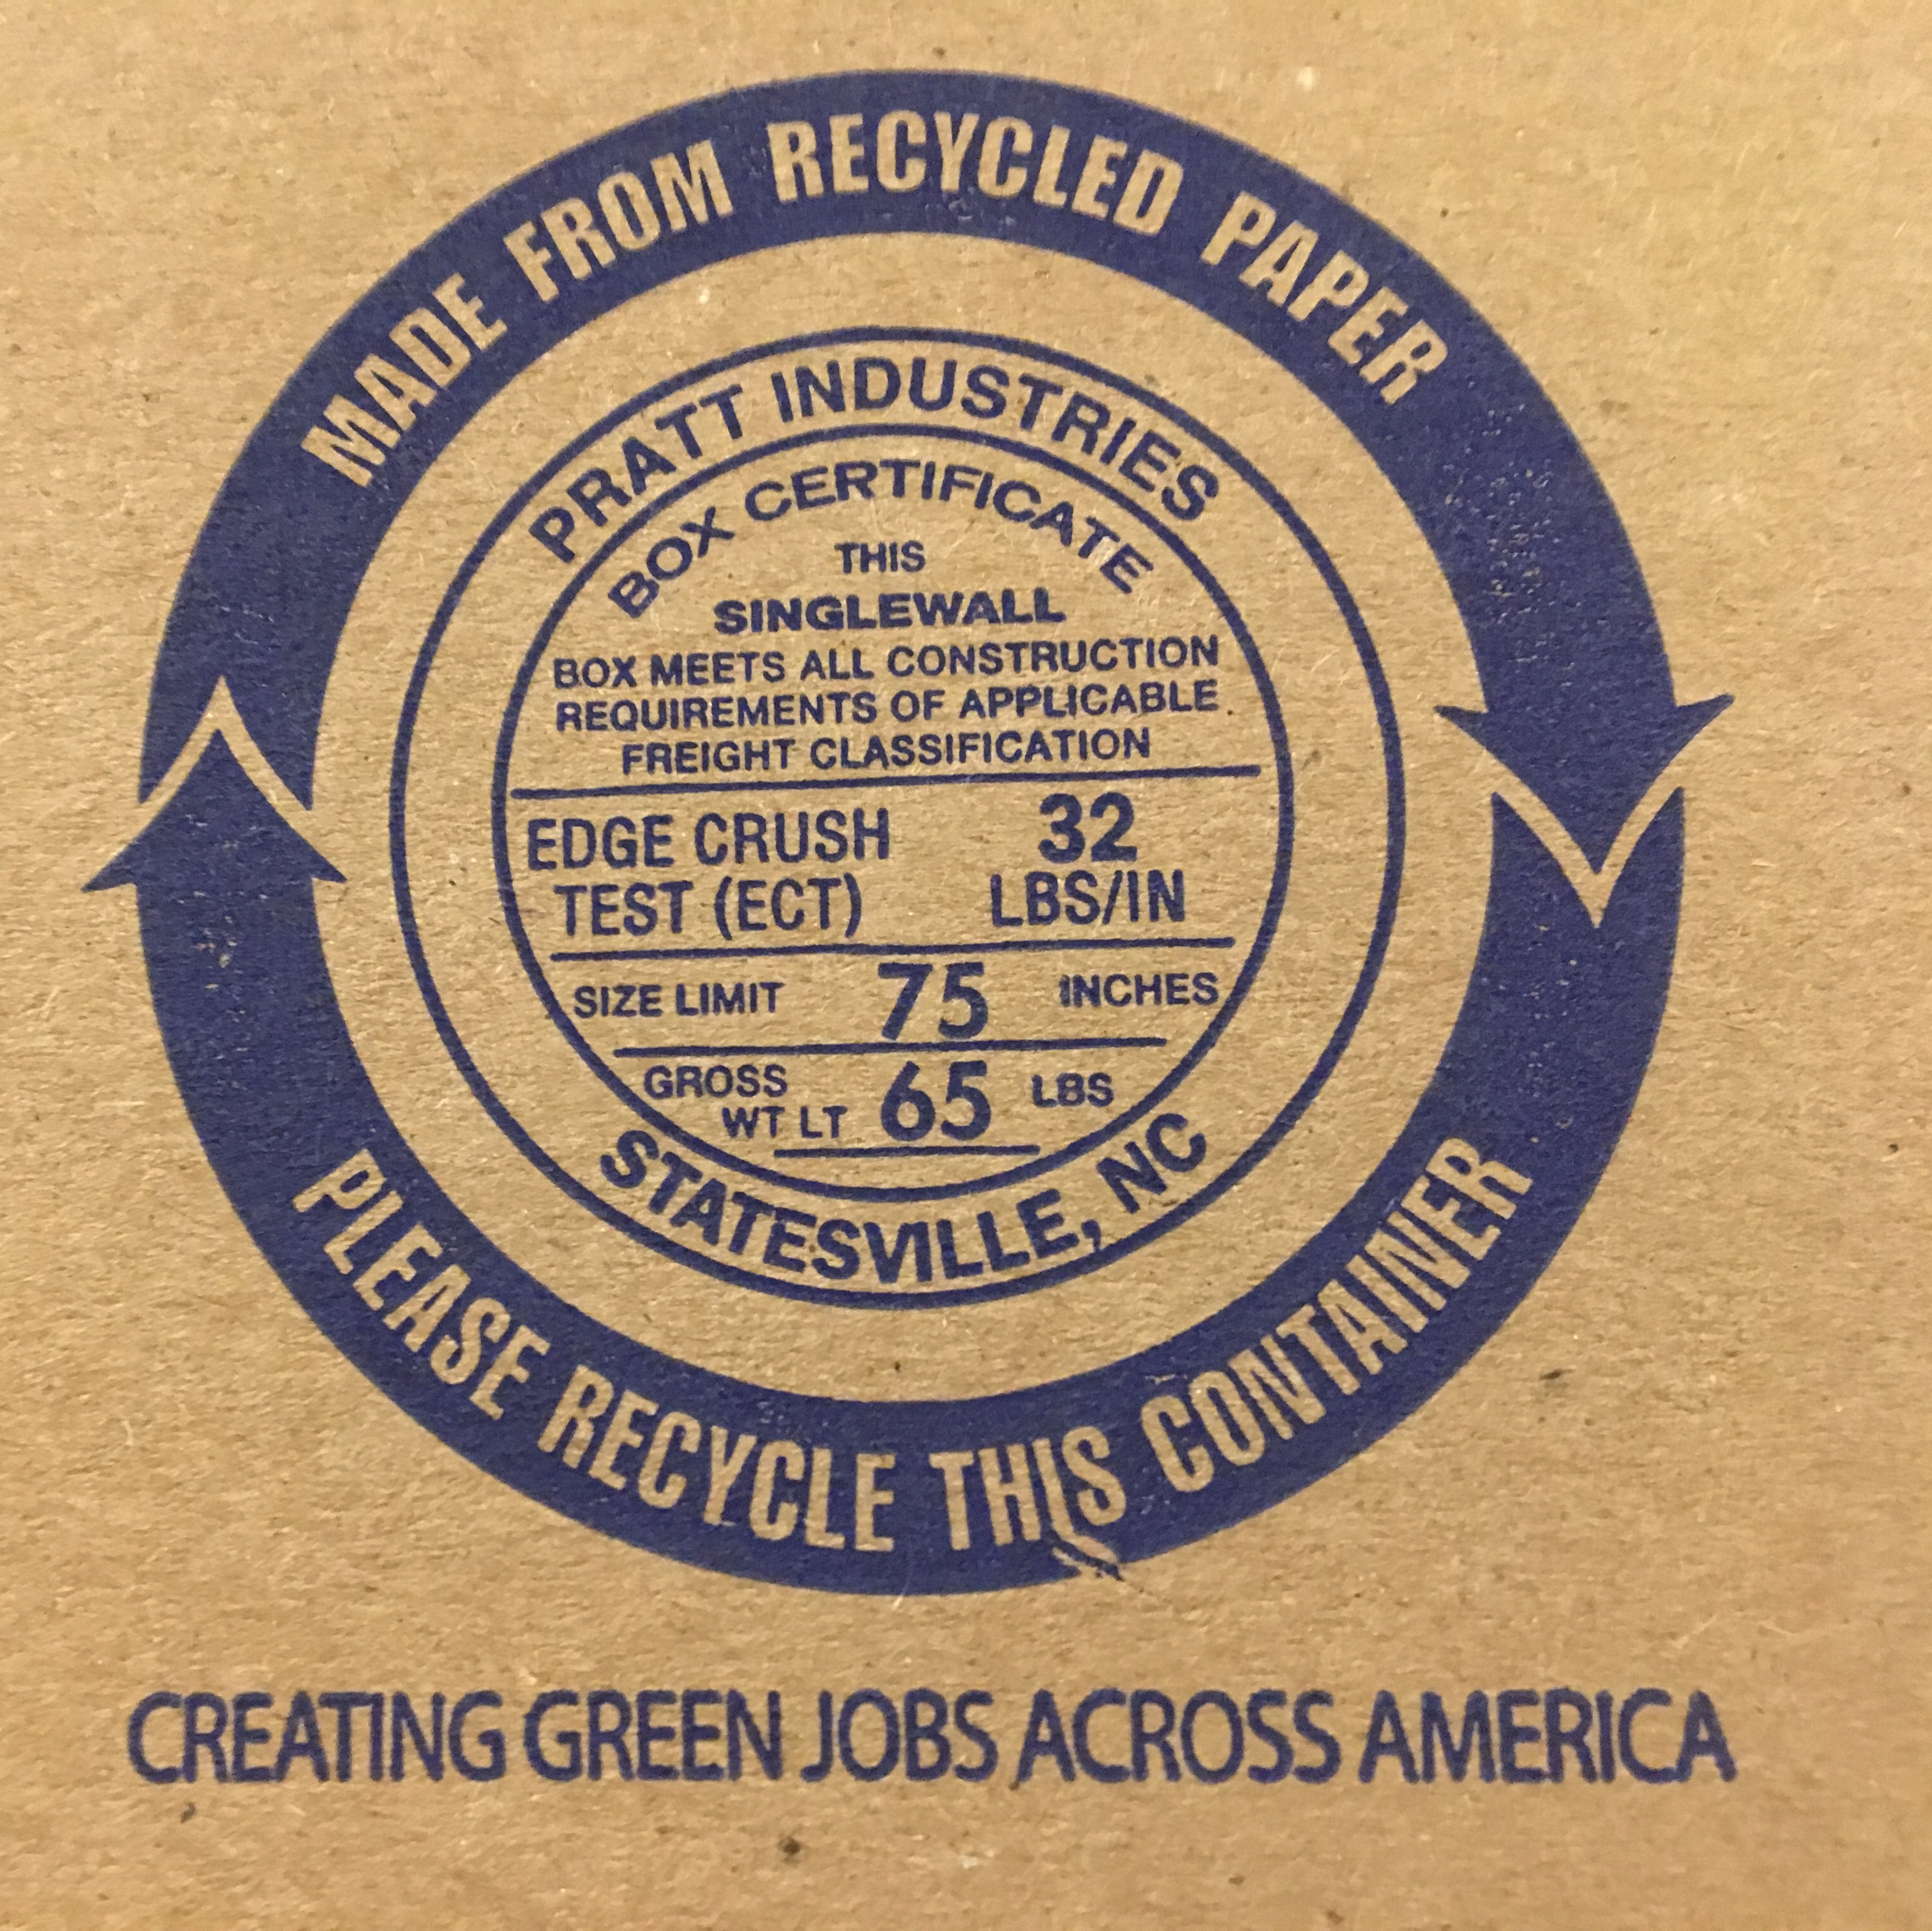 MADE FROM RECYCLED PAPER
PRATT INDUSTRIES
BOX CERTIFICATE
THIS
SINGLEWALL
BOX MEETS ALL CONSTRUCTION
REQUIREMENTS OF APPLICABLE
FREIGHT CLASSIFICATION
EDGE CRUSH 32
TEST (ECT) LBS/IN
SIZE LIMIT 75 INCHES
GROSS
WT LT 65 LBS
STATESVILLE, NC
PLEASE RECYCLE THIS CONTAINER
CREATING GREEN JOBS ACROSS AMERICA